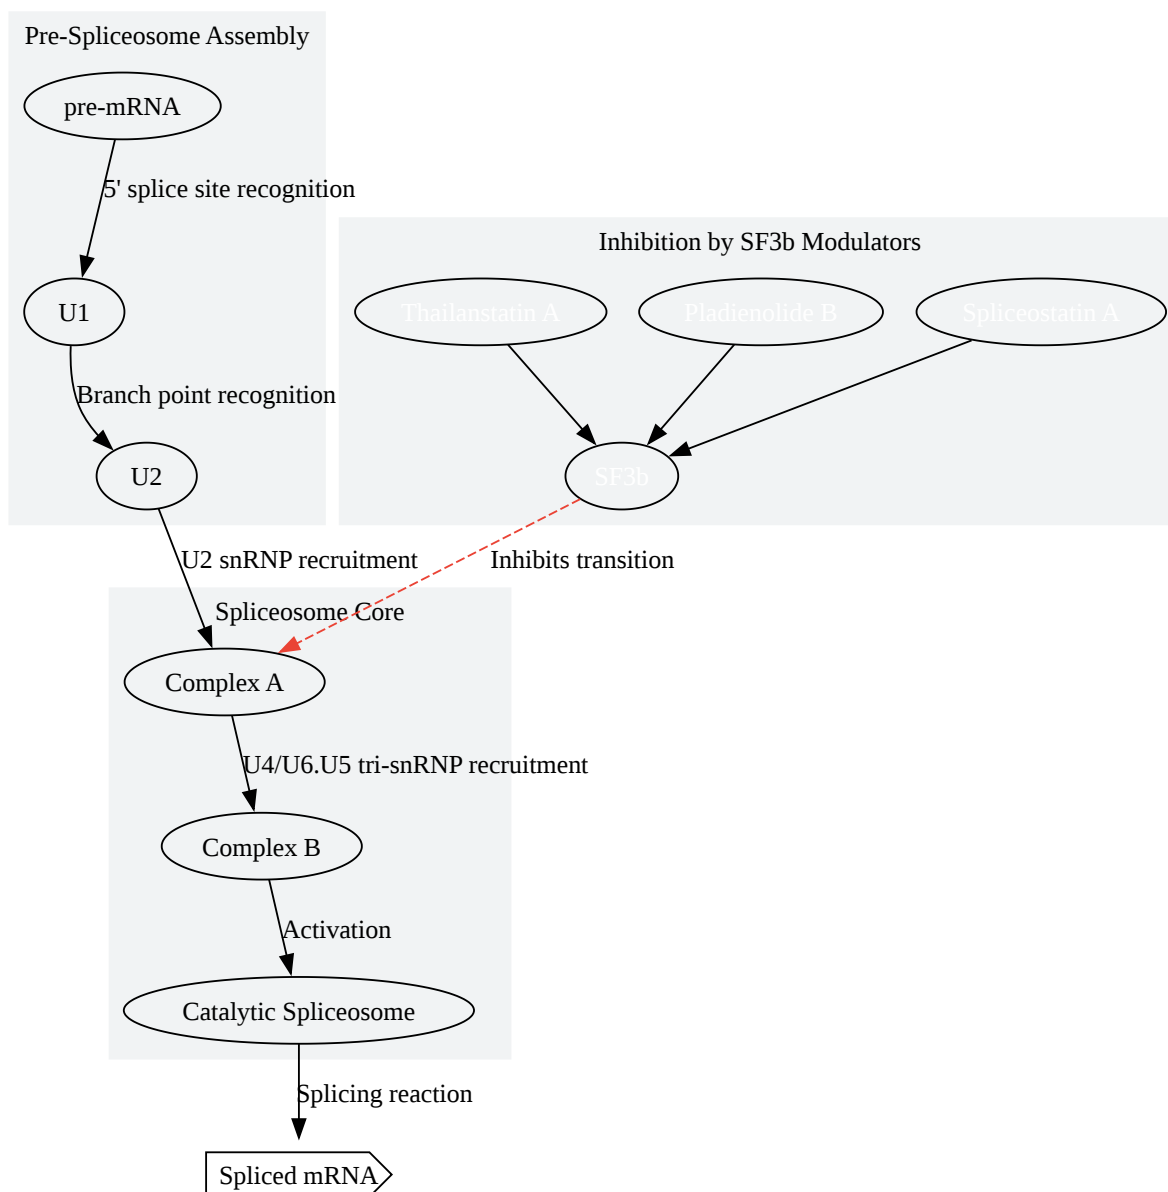 Pre-Spliceosome Assembly
pre-mRNA
5' splice site recognition
Inhibition by SF3b Modulators
U1
Thailanstatin A
Pladienolide B
Spliceostatin A
Branch point recognition
U2
SF3b
U2 snRNP recruitment
Inhibits transition
Spliceosome Core
Complex A
U4/U6.U5 tri-snRNP recruitment
Complex B
Activation
Catalytic Spliceosome
Splicing reaction
Spliced mRNA